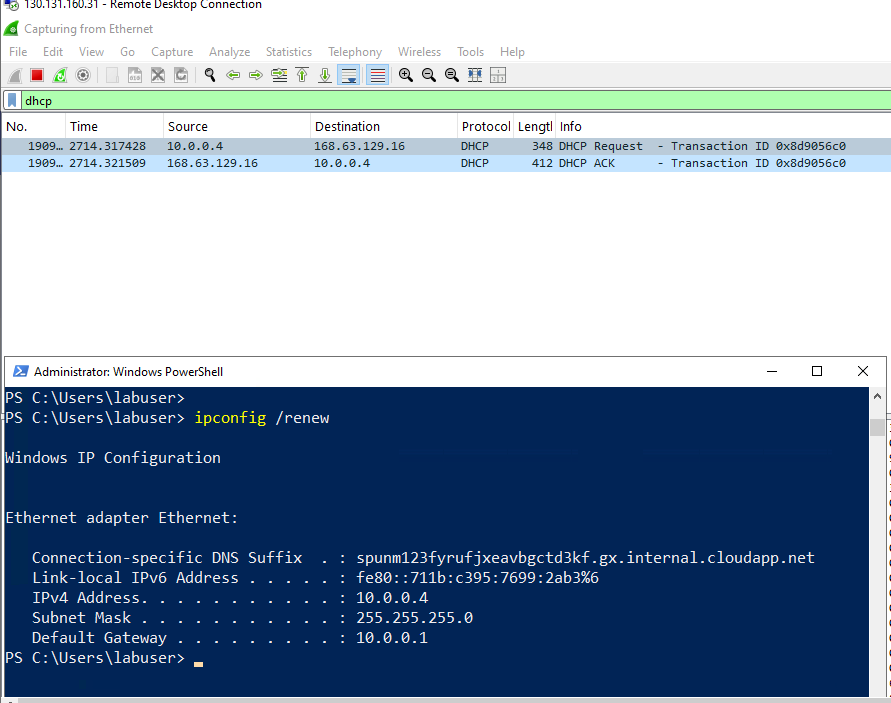 130.131.160.31 - Remote Desktop Connection
Capturing from Ethernet
File Edit View Go Capture Analyze Statistics Telephony Wireless Tools Help
dhcp
No. Time Source Destination Protocol Lengtl Info
1909… 2714.317428 10.0.0.4 168.63.129.16 DHCP 348 DHCP Request - Transaction ID 0x8d9056c0
1909… 2714.321509 168.63.129.16 10.0.0.4 DHCP 412 DHCP ACK - Transaction ID 0x8d9056c0
Administrator: Windows PowerShell
PS C:\Users\labuser>
PS C:\Users\labuser> ipconfig /renew
Windows IP Configuration
Ethernet adapter Ethernet:
Connection-specific DNS Suffix . : spunm123fyrufjxeavbgctd3kf.gx.internal.cloudapp.net
Link-local IPv6 Address . . . . . : fe80::711b:c395:7699:2ab3%6
IPv4 Address. . . . . . . . . . . : 10.0.0.4
Subnet Mask . . . . . . . . . . . : 255.255.255.0
Default Gateway . . . . . . . . . : 10.0.0.1
PS C:\Users\labuser>